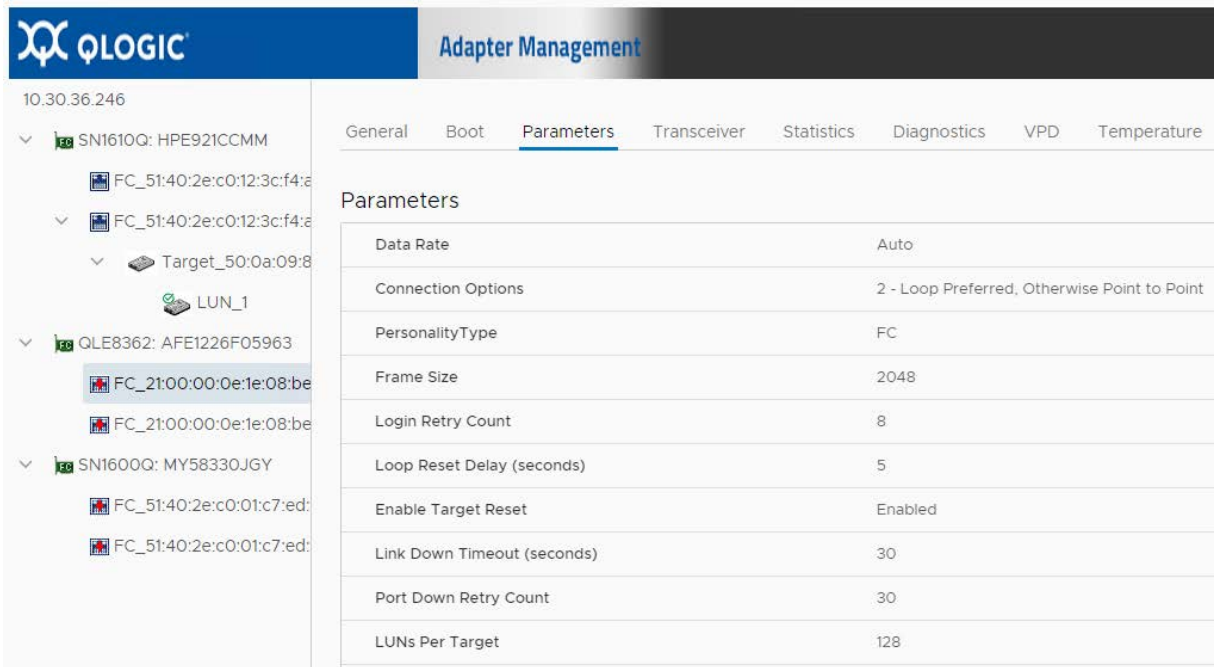 QLOGIC
Adapter Management
10.30.36.246
FC SN1610Q: HPE921CCMM
FC_51:40:2e:c0:12:3c:f4:a
FC_51:40:2e:c0:12:3c:f4:a
Target_50:0a:09:8
LUN_1
FC QLE8362: AFE1226F05963
FC_21:00:00:0e:1e:08:be
FC_21:00:00:0e:1e:08:be
FC SN1600Q: MY58330JGY
FC_51:40:2e:c0:01:c7:ed:
FC_51:40:2e:c0:01:c7:ed:
General Boot Parameters Transceiver Statistics Diagnostics VPD Temperature
Parameters
Data Rate Auto
Connection Options 2 - Loop Preferred, Otherwise Point to Point
PersonalityType FC
Frame Size 2048
Login Retry Count 8
Loop Reset Delay (seconds) 5
Enable Target Reset Enabled
Link Down Timeout (seconds) 30
Port Down Retry Count 30
LUNs Per Target 128